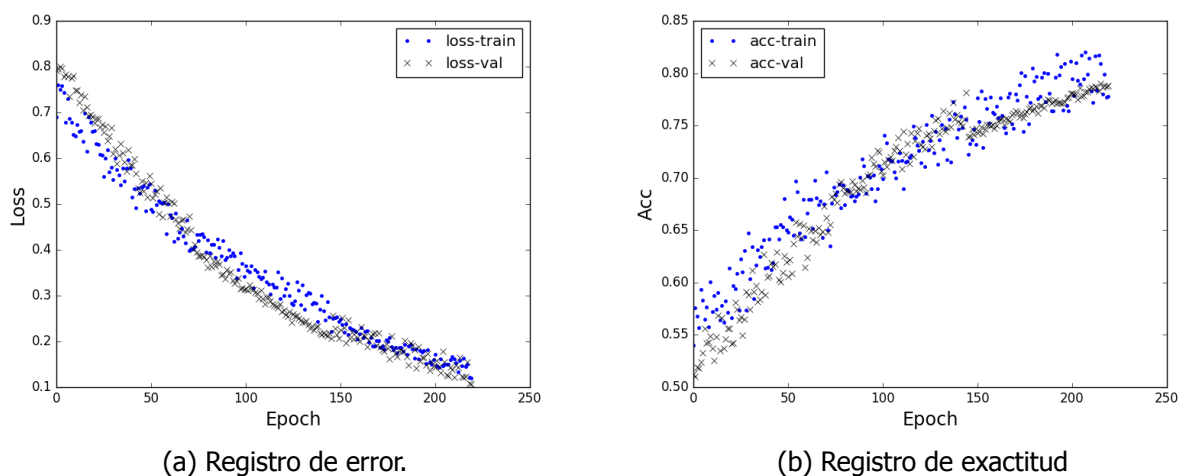 0.9
0.8
0.7
0.6
0.5
0.4
0.3
0.2
0.1
Loss
0 50 100 150 200 250
Epoch
loss-train
loss-val
(a) Registro de error.
0.85
0.80
0.75
0.70
0.65
0.60
0.55
0.50
Acc
0 50 100 150 200 250
Epoch
acc-train
acc-val
(b) Registro de exactitud